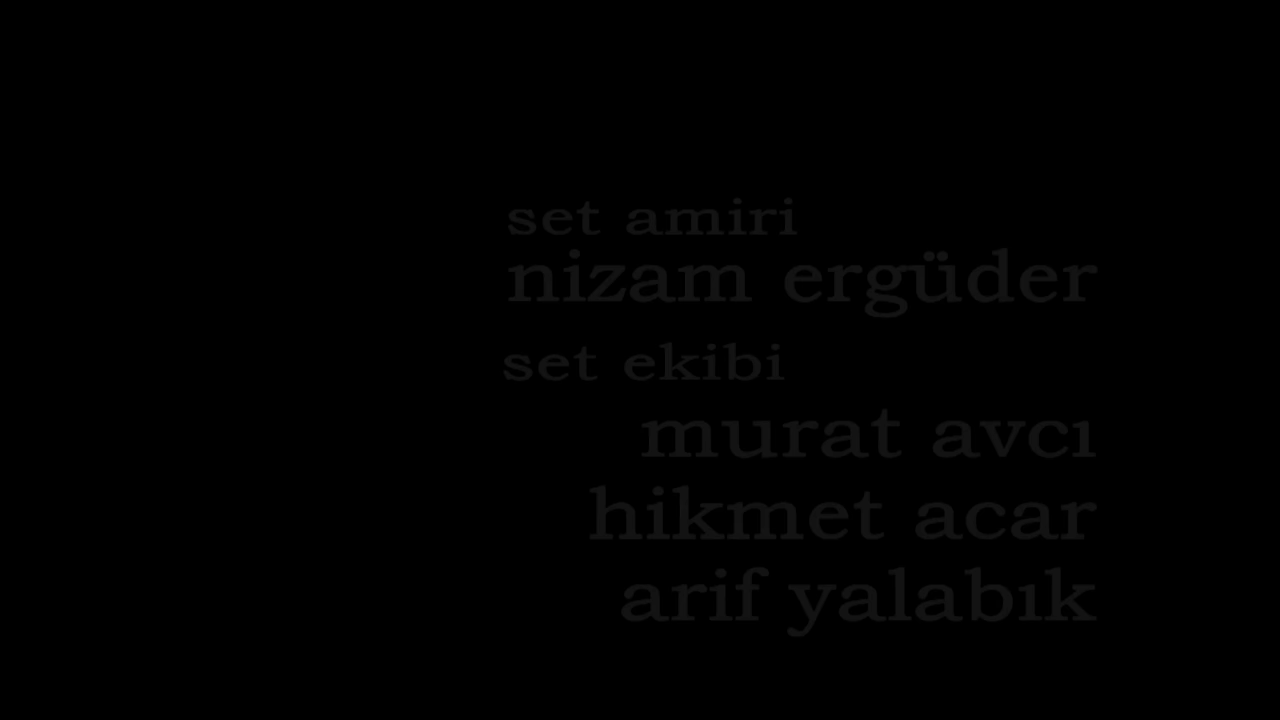 set amiri
nizam ergüder
set ekibi
murat avcı
hikmet acar
arif yalabık